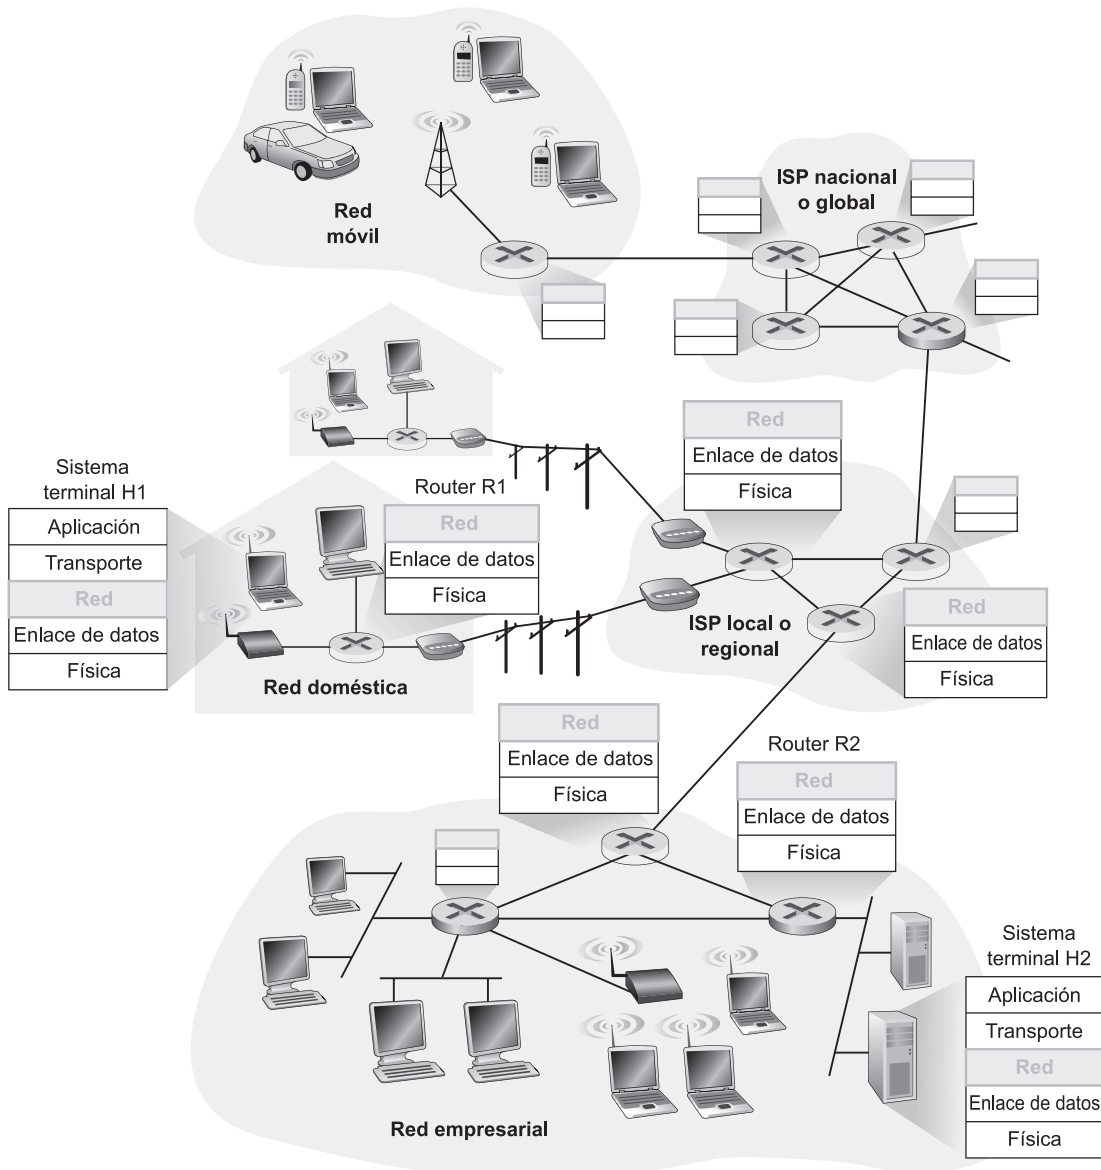 ISP nacional
o global
Red
móvil
Red
Enlace de datos
Física
Sistema
terminal H1
Aplicación
Transporte
Red
Enlace de datos
Física
Router R1
Red
Enlace de datos
Física
Red doméstica
ISP local o
regional
Red
Enlace de datos
Física
Red
Enlace de datos
Física
Router R2
Red
Enlace de datos
Física
Sistema
terminal H2
Aplicación
Transporte
Red
Enlace de datos
Física
Red empresarial